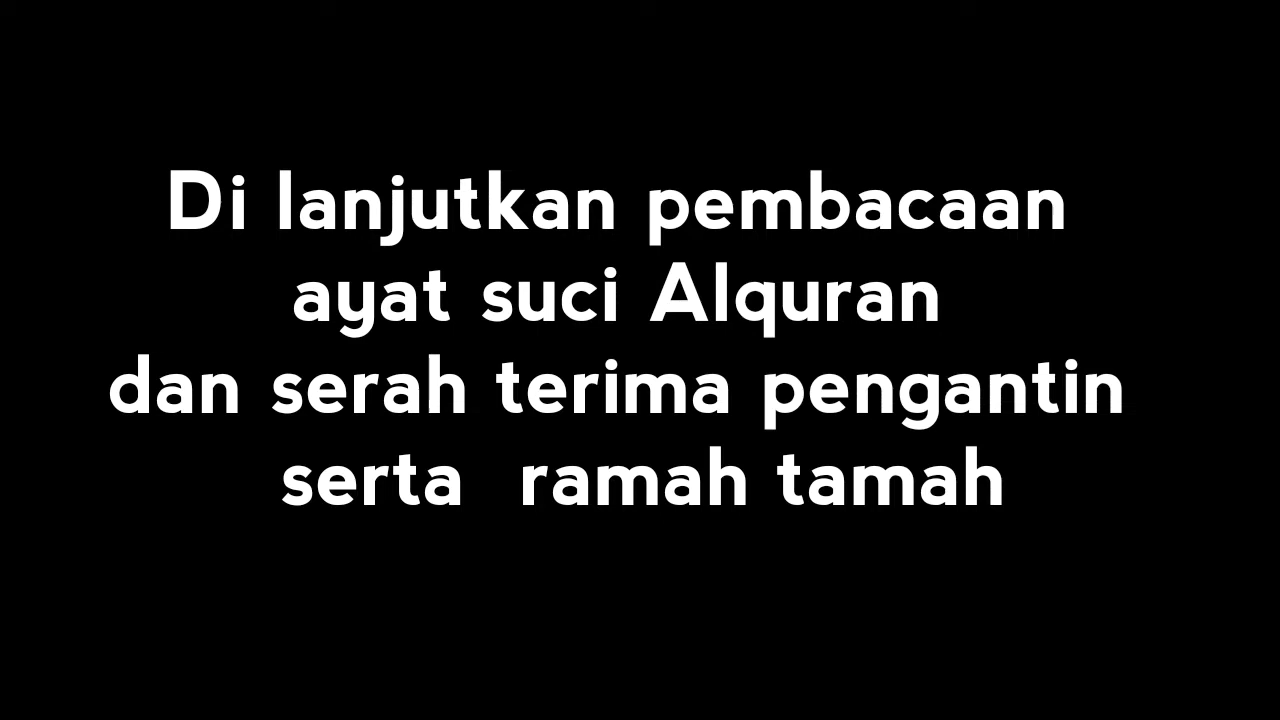 Di lanjutkan pembacaan
ayat suci Alquran
dan serah terima pengantin
serta  ramah tamah